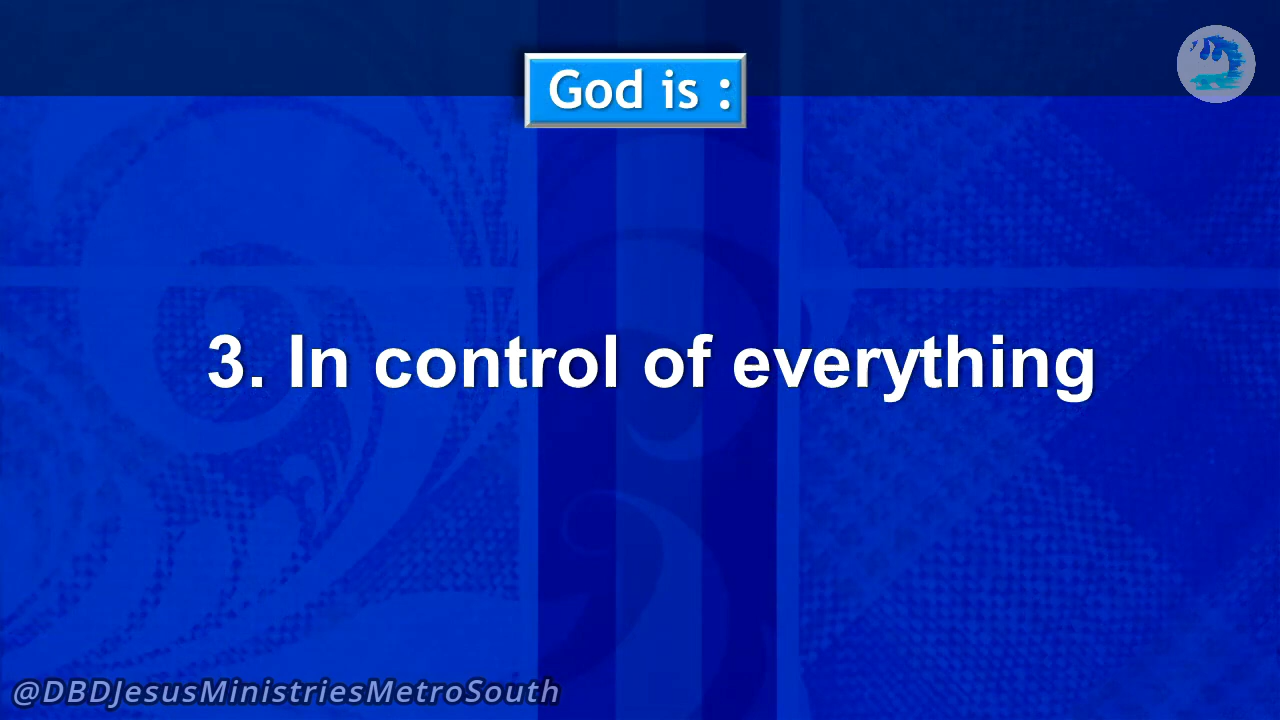 God is :
3. In control of everything
@DBDJesusMinistriesMetroSouth